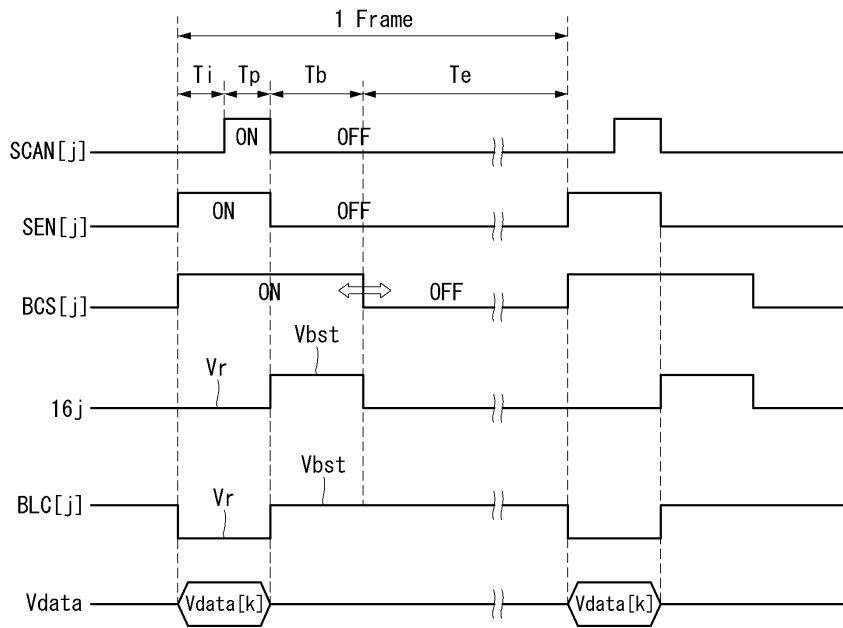 1 Frame
Ti Tp Tb Te
SCAN[j] ON OFF
SEN[j] ON OFF
BCS[j] ON OFF
Vbst
Vr
16j
Vbst
BLC[j] Vr
Vdata Vdata[k] Vdata[k]